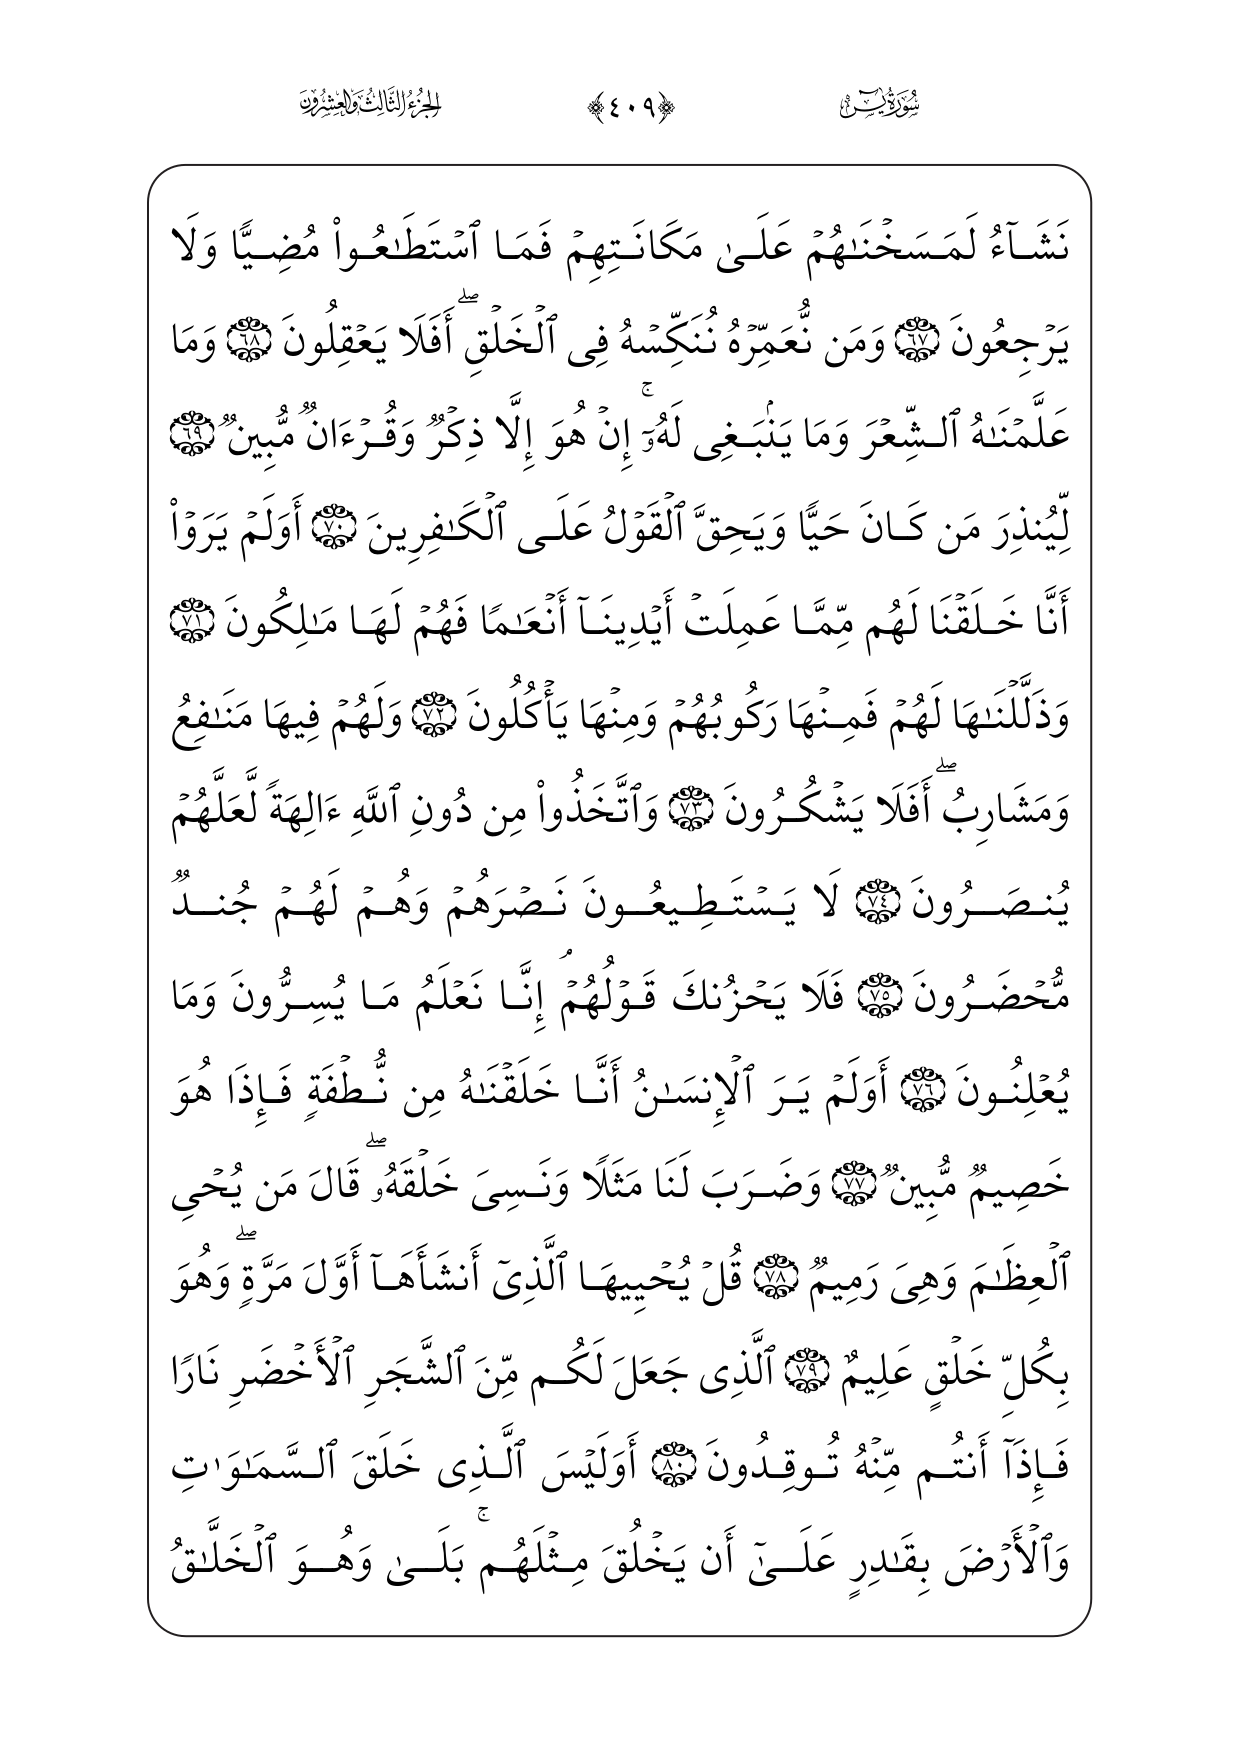 سُورَةُ يسٓ ﴿٤٠٩﴾ الجُزءُ الثَّالِثُ وَالعِشْرُونَ
نَشَآءُ لَمَسَخۡنَٰهُمۡ عَلَىٰ مَكَانَتِهِمۡ فَمَا ٱسۡتَطَٰعُواْ مُضِيًّا وَلَا
يَرۡجِعُونَ ٦٧ وَمَن نُّعَمِّرۡهُ نُنَكِّسۡهُ فِى ٱلۡخَلۡقِۖ أَفَلَا يَعۡقِلُونَ ٦٨ وَمَا
عَلَّمۡنَٰهُ ٱلشِّعۡرَ وَمَا يَنۢبَغِى لَهُۥٓۚ إِنۡ هُوَ إِلَّا ذِكۡرٞ وَقُرۡءَانٞ مُّبِينٞ ٦٩
لِّيُنذِرَ مَن كَانَ حَيًّا وَيَحِقَّ ٱلۡقَوۡلُ عَلَى ٱلۡكَٰفِرِينَ ٧٠ أَوَلَمۡ يَرَوۡاْ
أَنَّا خَلَقۡنَا لَهُم مِّمَّا عَمِلَتۡ أَيۡدِينَآ أَنۡعَٰمٗا فَهُمۡ لَهَا مَٰلِكُونَ ٧١
وَذَلَّلۡنَٰهَا لَهُمۡ فَمِنۡهَا رَكُوبُهُمۡ وَمِنۡهَا يَأۡكُلُونَ ٧٢ وَلَهُمۡ فِيهَا مَنَٰفِعُ
وَمَشَارِبُۖ أَفَلَا يَشۡكُرُونَ ٧٣ وَٱتَّخَذُواْ مِن دُونِ ٱللَّهِ ءَالِهَةٗ لَّعَلَّهُمۡ
يُنصَرُونَ ٧٤ لَا يَسۡتَطِيعُونَ نَصۡرَهُمۡ وَهُمۡ لَهُمۡ جُندٞ
مُّحۡضَرُونَ ٧٥ فَلَا يَحۡزُنكَ قَوۡلُهُمۡۘ إِنَّا نَعۡلَمُ مَا يُسِرُّونَ وَمَا
يُعۡلِنُونَ ٧٦ أَوَلَمۡ يَرَ ٱلۡإِنسَٰنُ أَنَّا خَلَقۡنَٰهُ مِن نُّطۡفَةٖ فَإِذَا هُوَ
خَصِيمٞ مُّبِينٞ ٧٧ وَضَرَبَ لَنَا مَثَلٗا وَنَسِىَ خَلۡقَهُۥۖ قَالَ مَن يُحۡىِ
ٱلۡعِظَٰمَ وَهِىَ رَمِيمٞ ٧٨ قُلۡ يُحۡيِيهَا ٱلَّذِىٓ أَنشَأَهَآ أَوَّلَ مَرَّةٖۖ وَهُوَ
بِكُلِّ خَلۡقٍ عَلِيمٌ ٧٩ ٱلَّذِى جَعَلَ لَكُم مِّنَ ٱلشَّجَرِ ٱلۡأَخۡضَرِ نَارٗا
فَإِذَآ أَنتُم مِّنۡهُ تُوقِدُونَ ٨٠ أَوَلَيۡسَ ٱلَّذِى خَلَقَ ٱلسَّمَٰوَٰتِ
وَٱلۡأَرۡضَ بِقَٰدِرٍ عَلَىٰٓ أَن يَخۡلُقَ مِثۡلَهُمۚ بَلَىٰ وَهُوَ ٱلۡخَلَّٰقُ